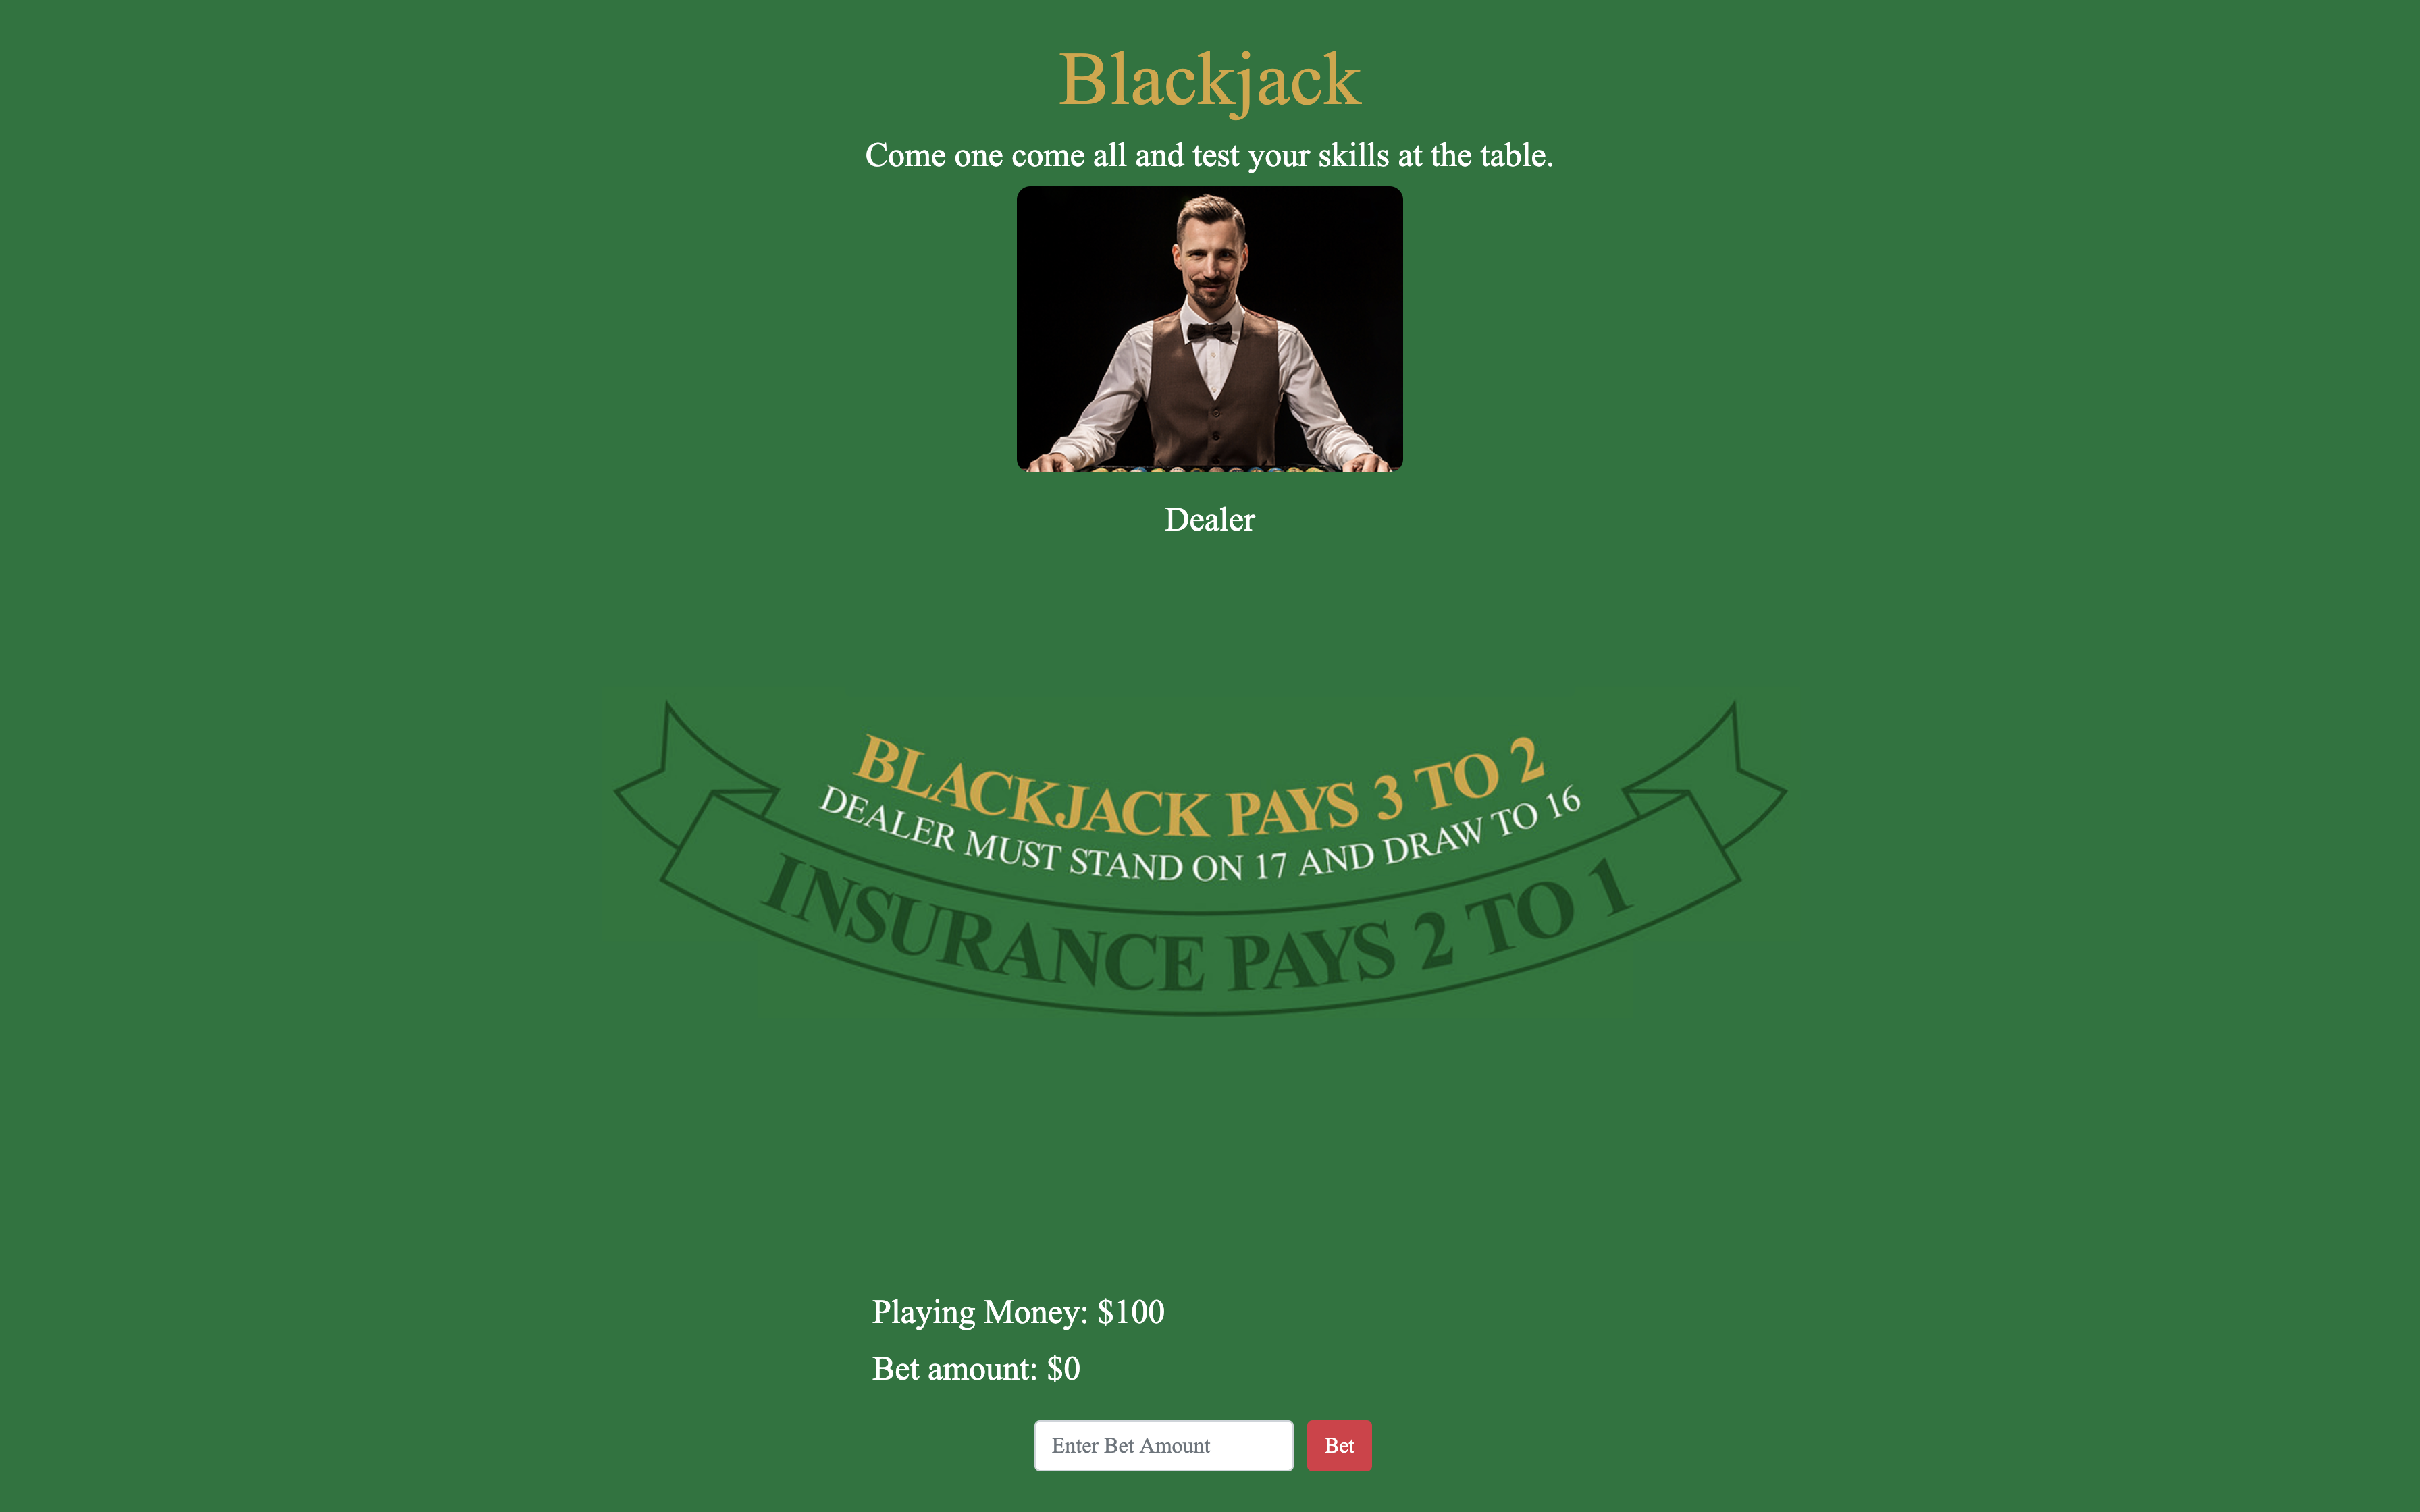 Blackjack
Come one come all and test your skills at the table.
Dealer
BLACKJACK PAYS 3 TO 2
DEALER MUST STAND ON 17 AND DRAW TO 16
INSURANCE PAYS 2 TO 1
Playing Money: $100
Bet amount: $0
Enter Bet Amount
Bet